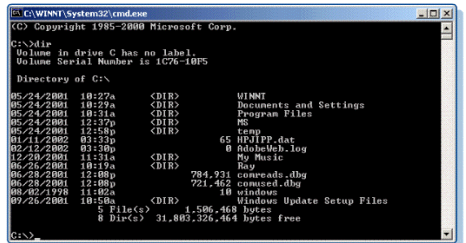 C:\WINNT\System32\cmd.exe
(C) Copyright 1985-2000 Microsoft Corp.
C:\>dir
Volume in drive C has no label.
Volume Serial Number is 1C76-10F5
Directory of C:\
05/24/2001 10:27a <DIR> WINNT
05/24/2001 10:29a <DIR> Documents and Settings
05/24/2001 10:31a <DIR> Program Files
05/24/2001 12:37p <DIR> MS
05/24/2001 12:58p <DIR> temp
01/11/2002 03:33p 65 HPJIPP.dat
02/12/2002 03:30p 0 AdobeWeb.log
12/20/2001 11:31a <DIR> My Music
06/26/2001 10:19a <DIR> Ray
06/28/2001 12:08p 784,931 comreads.dbg
06/28/2001 12:08p 721,462 comused.dbg
08/02/1998 11:02a 10 windows
09/26/2001 10:50a <DIR> Windows Update Setup Files
5 File(s) 1,506,468 bytes
8 Dir(s) 31,803,326,464 bytes free
C:\>